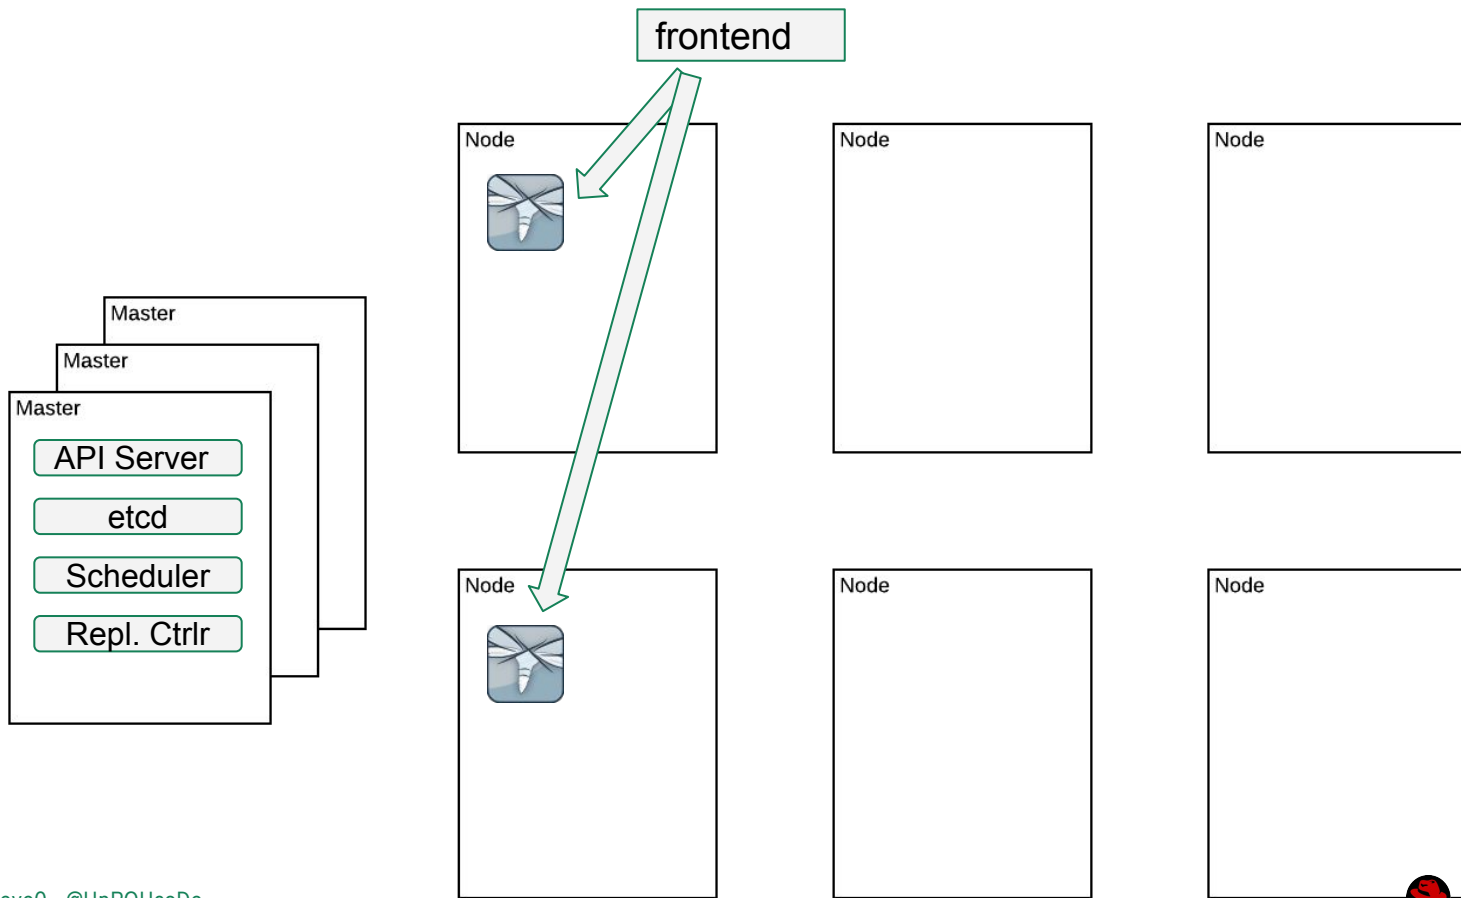 frontend
Node
Node
Node
Master
Master
Master
API Server
etcd
Scheduler
Repl. Ctrlr
Node
Node
Node